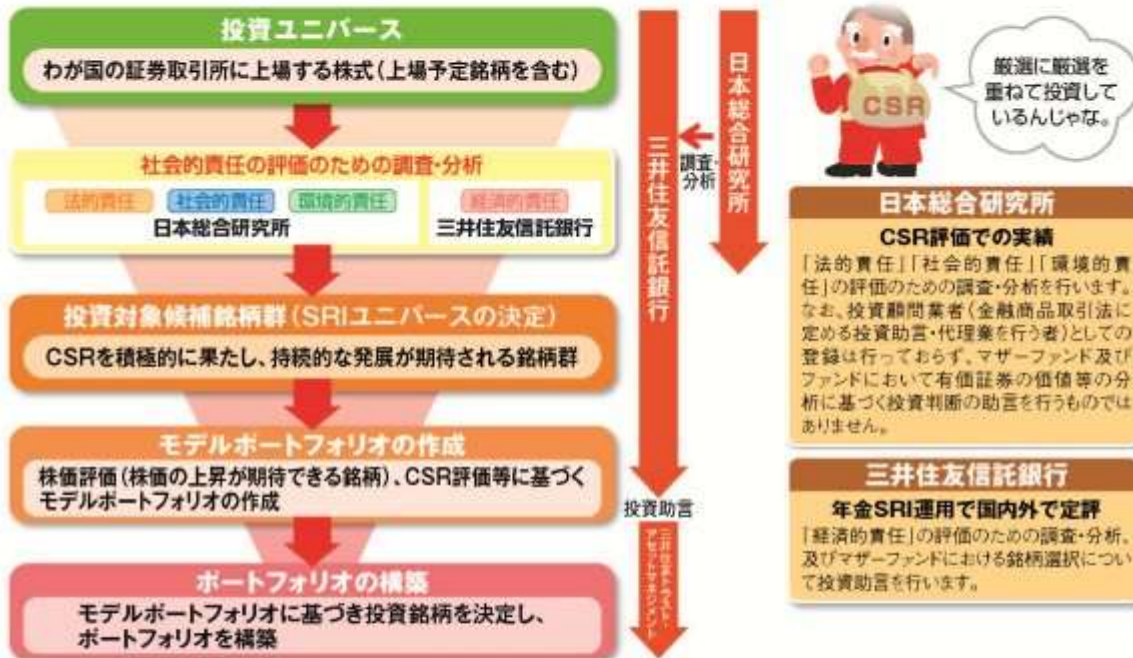 投資ユニバース
わが国の証券取引所に上場する株式(上場予定銘柄を含む)
社会的責任の評価のための調査・分析
法的責任 社会的責任 環境的責任
日本総合研究所
経済的責任
三井住友信託銀行
投資対象候補銘柄群(SRIユニバースの決定)
CSRを積極的に果たし、持続的な発展が期待される銘柄群
モデルポートフォリオの作成
株価評価(株価の上昇が期待できる銘柄)、CSR評価等に基づく
モデルポートフォリオの作成
ポートフォリオの構築
モデルポートフォリオに基づき投資銘柄を決定し、
ポートフォリオを構築
三井住友信託銀行
調査・
分析
日本総合研究所
投資助言
三井住友トラスト・
アセットマネジメント
CSR
厳選に厳選を
重ねて投資して
いるんじゃな。
日本総合研究所
CSR評価での実績
「法的責任」「社会的責任」「環境的責
任」の評価のための調査・分析を行います。
なお、投資顧問業者(金融商品取引法に
定める投資助言・代理業を行う者)としての
登録は行っておらず、マザーファンド及び
ファンドにおいて有価証券の価値等の分
析に基づく投資判断の助言を行うものでは
ありません。
三井住友信託銀行
年金SRI運用で国内外で定評
「経済的責任」の評価のための調査・分析、
及びマザーファンドにおける銘柄選択につい
て投資助言を行います。